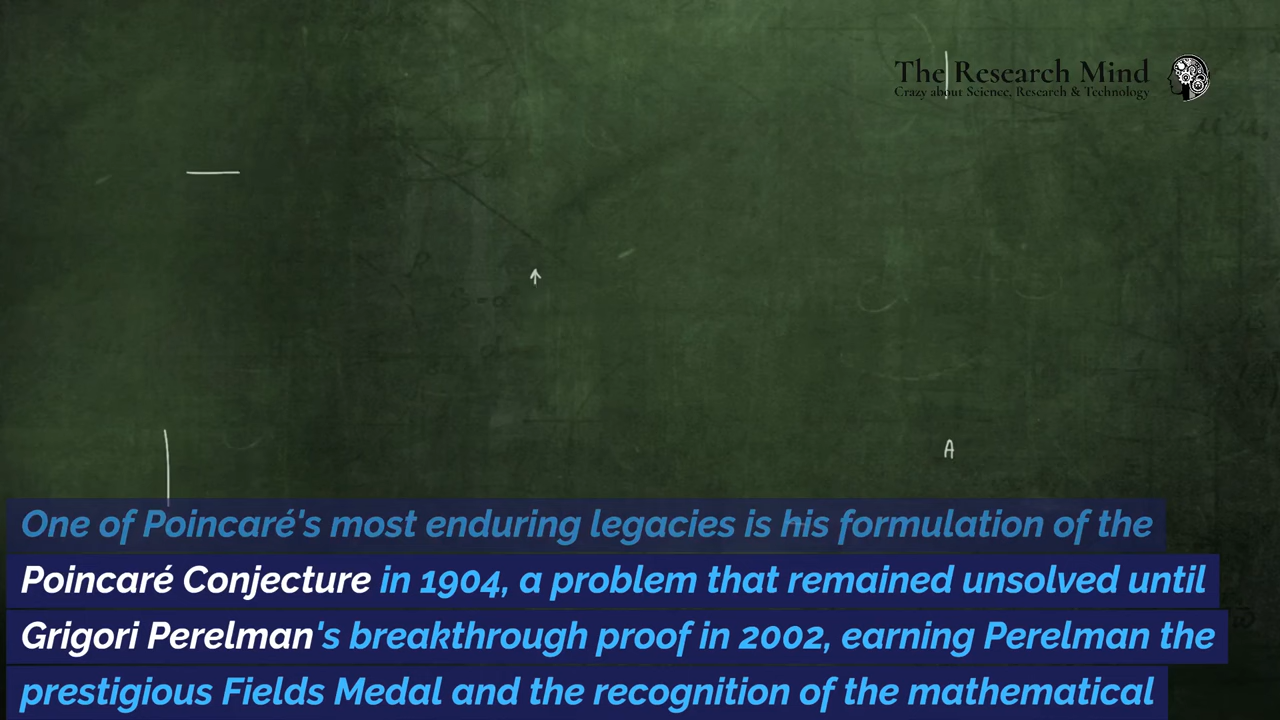 The Research Mind
Crazy about Science, Research & Technology
A
One of Poincaré's most enduring legacies is his formulation of the
Poincaré Conjecture in 1904, a problem that remained unsolved until
Grigori Perelman's breakthrough proof in 2002, earning Perelman the
prestigious Fields Medal and the recognition of the mathematical